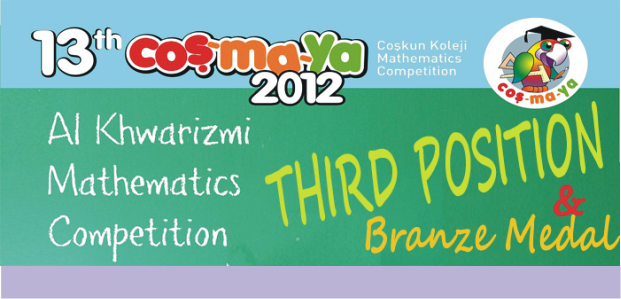 13th coş-ma-ya
2012
Coşkun Koleji
Mathematics
Competition
coş-ma-ya
Al Khwarizmi
Mathematics
Competition
THIRD POSITION
&
Branze Medal